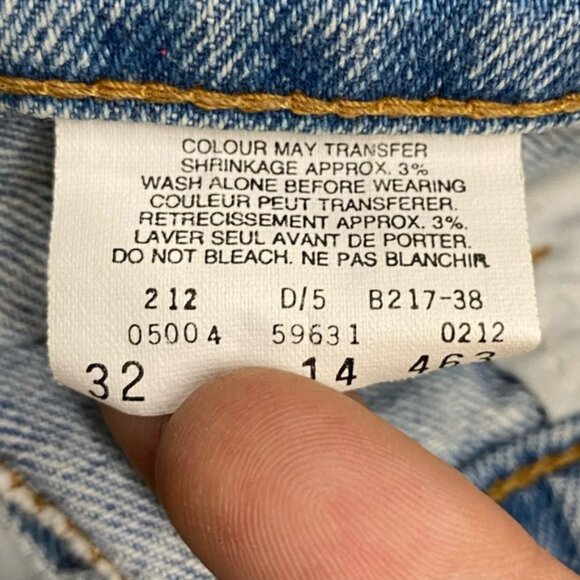 COLOUR MAY TRANSFER
SHRINKAGE APPROX. 3%
WASH ALONE BEFORE WEARING
COULEUR PEUT TRANSFERER.
RETRECISSEMENT APPROX. 3%.
LAVER SEUL AVANT DE PORTER.
DO NOT BLEACH. NE PAS BLANCHIR
212 D/5 B217-38
05004 59631 0212
32 14 463